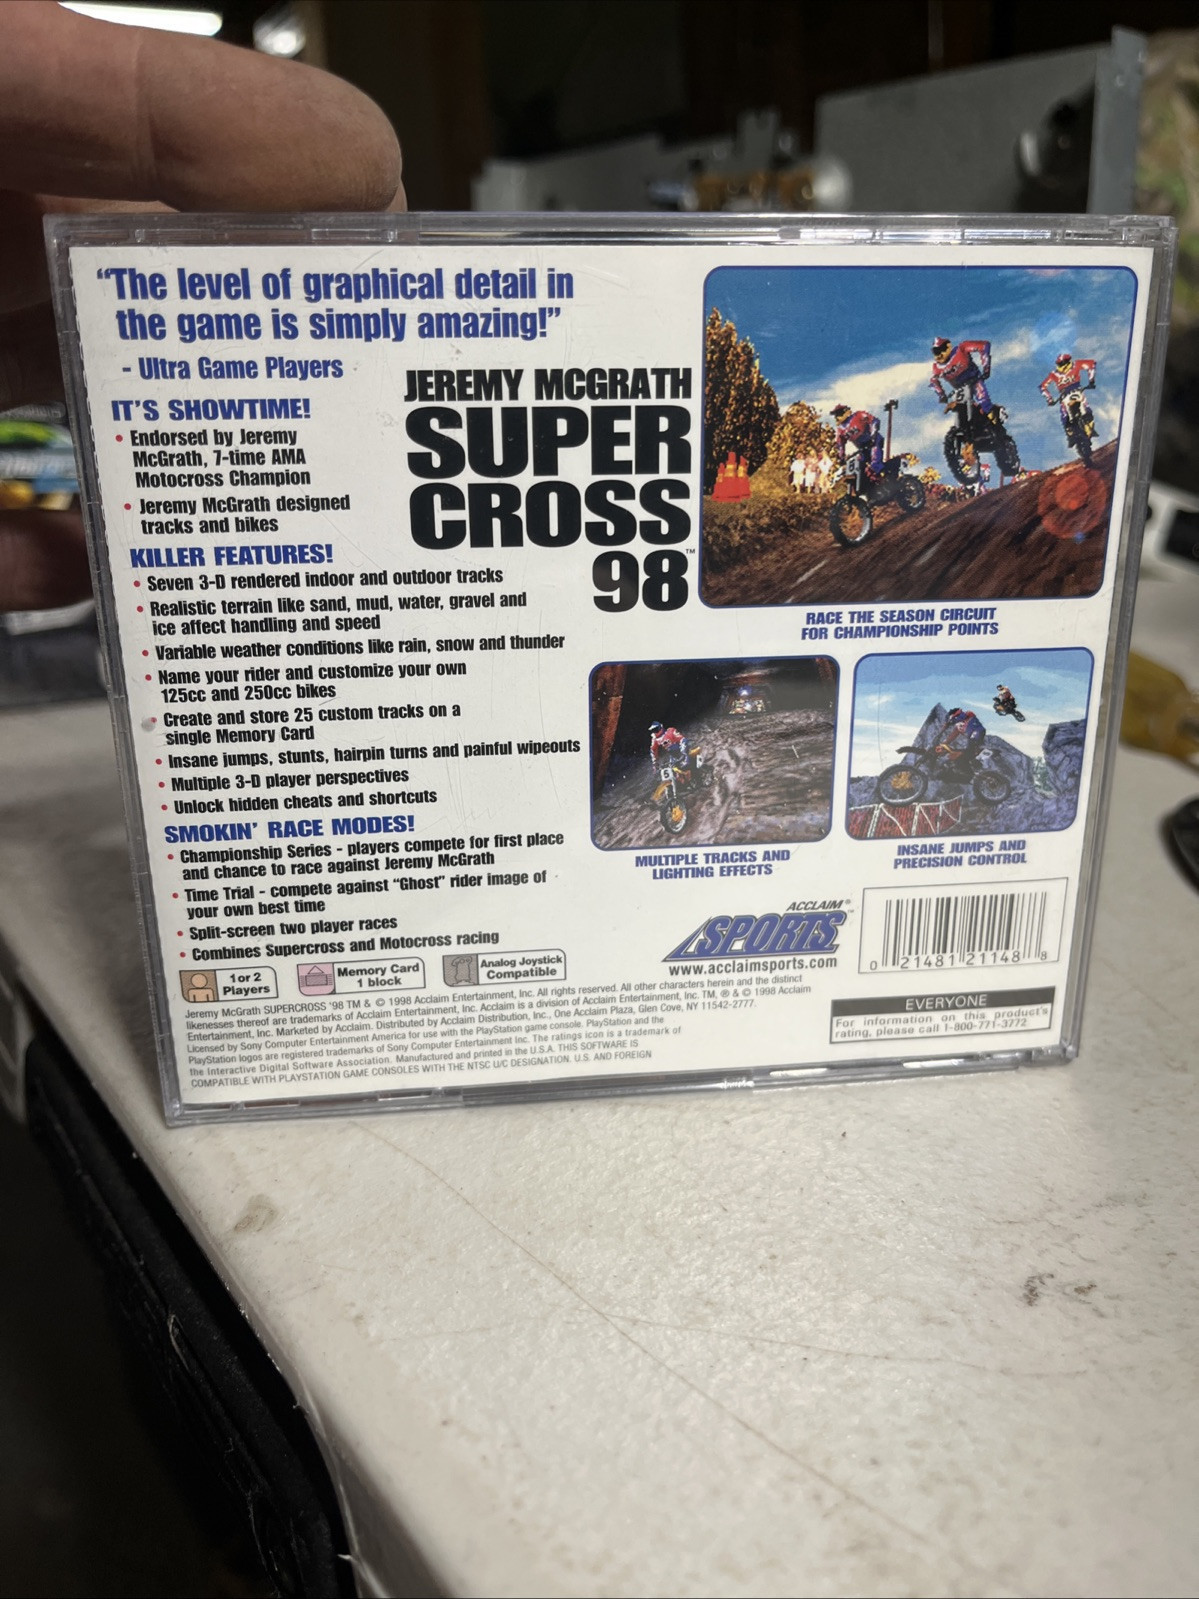 “The level of graphical detail in
the game is simply amazing!”
- Ultra Game Players
IT'S SHOWTIME!
• Endorsed by Jeremy
McGrath, 7-time AMA
Motocross Champion
• Jeremy McGrath designed
tracks and bikes
KILLER FEATURES!
• Seven 3-D rendered indoor and outdoor tracks
• Realistic terrain like sand, mud, water, gravel and
ice affect handling and speed
• Variable weather conditions like rain, snow and thunder
• Name your rider and customize your own
125cc and 250cc bikes
• Create and store 25 custom tracks on a
single Memory Card
• Insane jumps, stunts, hairpin turns and painful wipeouts
• Multiple 3-D player perspectives
• Unlock hidden cheats and shortcuts
SMOKIN' RACE MODES!
• Championship Series - players compete for first place
and chance to race against Jeremy McGrath
• Time Trial - compete against “Ghost” rider image of
your own best time
• Split-screen two player races
• Combines Supercross and Motocross racing
JEREMY MCGRATH
SUPER
CROSS
98™
RACE THE SEASON CIRCUIT
FOR CHAMPIONSHIP POINTS
5
MULTIPLE TRACKS AND
LIGHTING EFFECTS
INSANE JUMPS AND
PRECISION CONTROL
1 or 2
Players
Memory Card
1 block
Analog Joystick
Compatible
ACCLAIM®
SPORTS™
www.acclaimsports.com
0 21481 21148 8
EVERYONE
For information on this product's
rating, please call 1-800-771-3772
Jeremy McGrath SUPERCROSS '98 TM & © 1998 Acclaim Entertainment, Inc. All rights reserved. All other characters herein and the distinct
likenesses thereof are trademarks of Acclaim Entertainment, Inc. Acclaim is a division of Acclaim Entertainment, Inc. TM, ® & © 1998 Acclaim
Entertainment, Inc. Marketed by Acclaim. Distributed by Acclaim Distribution, Inc., One Acclaim Plaza, Glen Cove, NY 11542-2777.
Licensed by Sony Computer Entertainment America for use with the PlayStation game console. PlayStation and the
PlayStation logos are registered trademarks of Sony Computer Entertainment Inc. The ratings icon is a trademark of
the Interactive Digital Software Association. Manufactured and printed in the U.S.A. THIS SOFTWARE IS
COMPATIBLE WITH PLAYSTATION GAME CONSOLES WITH THE NTSC U/C DESIGNATION. U.S. AND FOREIGN